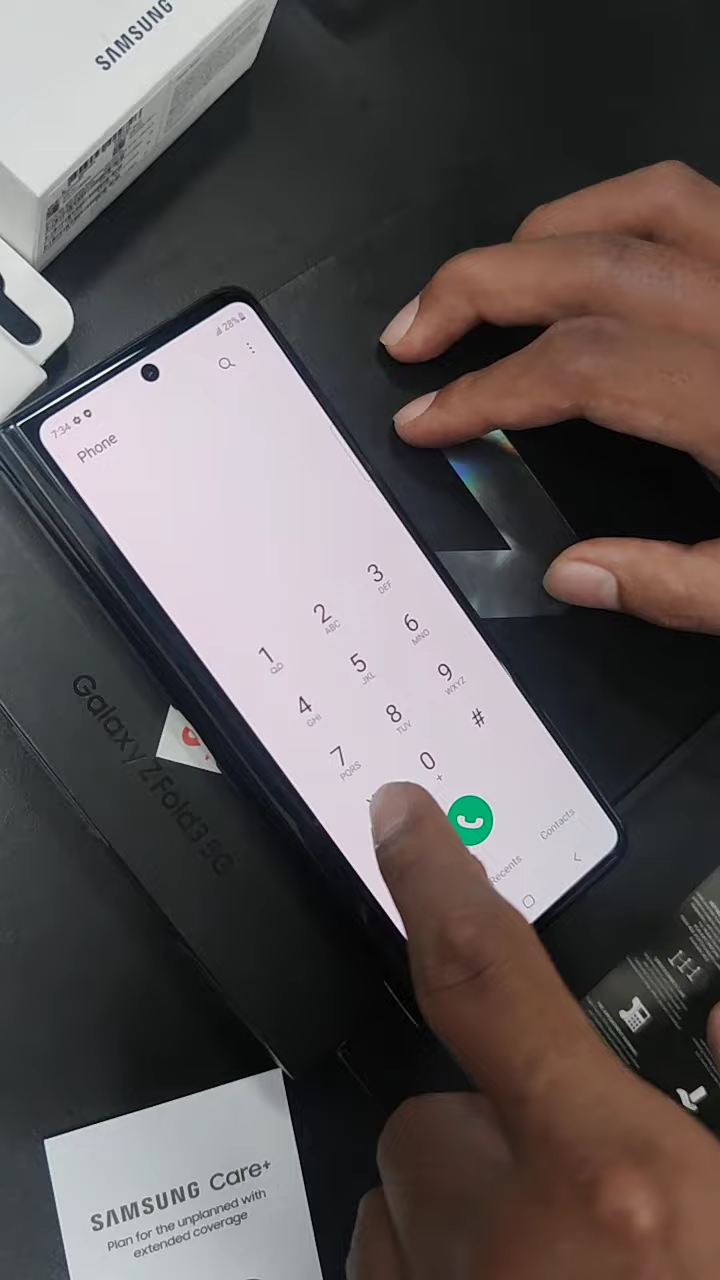 SAMSUNG
7:34
28%
Phone
1
2 ABC
3 DEF
4 GHI
5 JKL
6 MNO
7 PQRS
8 TUV
9 WXYZ
0 +
#
Recents
Contacts
Galaxy Z Fold3 5G
SAMSUNG Care+
Plan for the unplanned with
extended coverage